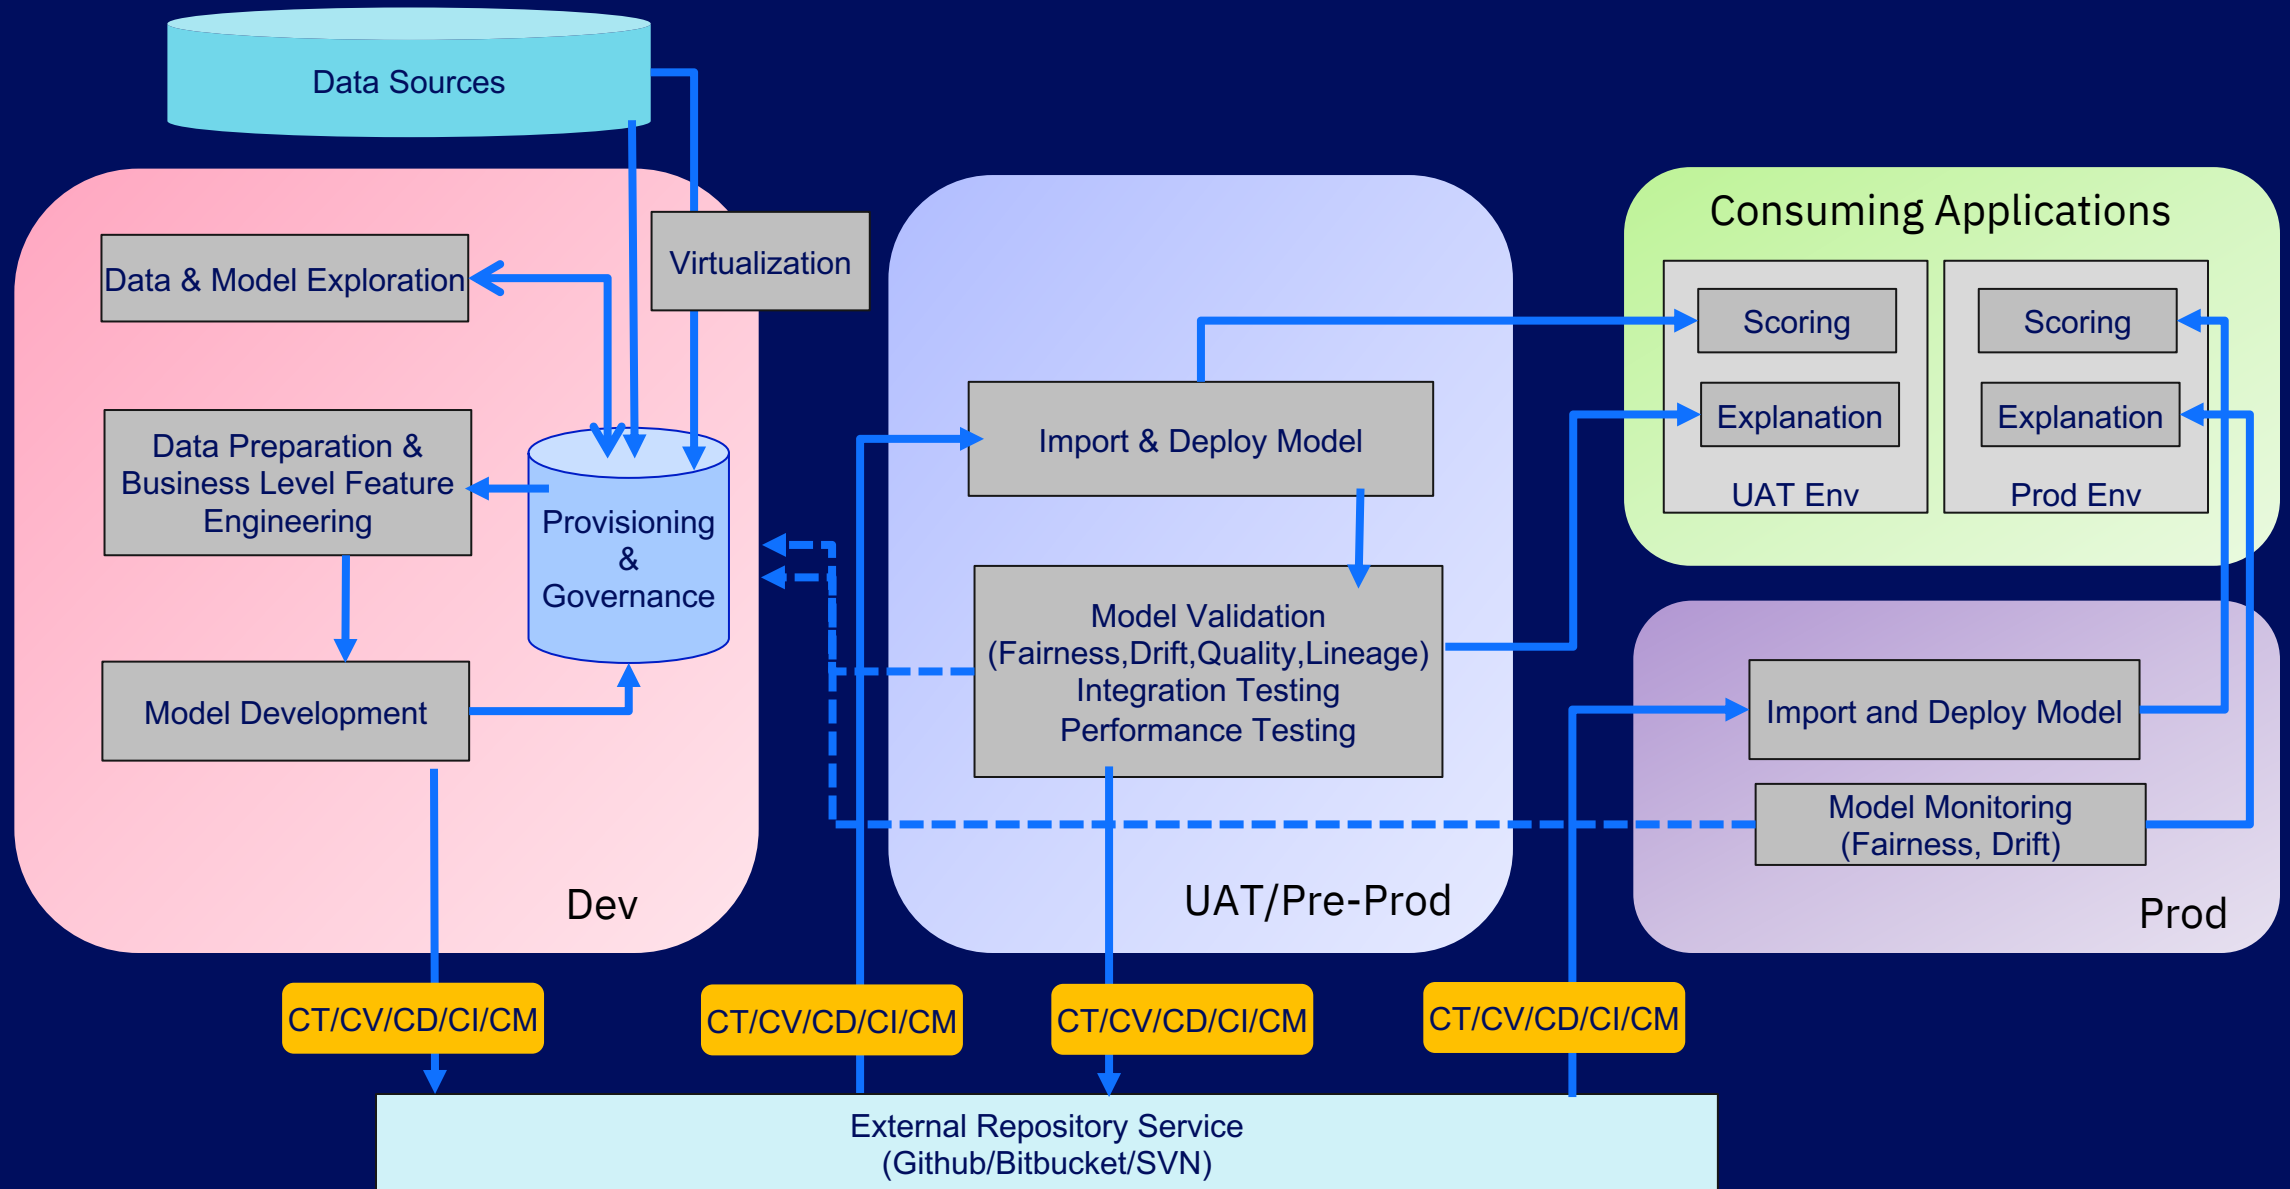 Data Sources
Virtualization
Data & Model Exploration
Data Preparation &
Business Level Feature
Engineering
Provisioning
&
Governance
Model Development
Dev
Import & Deploy Model
Model Validation
(Fairness,Drift,Quality,Lineage)
Integration Testing
Performance Testing
UAT/Pre-Prod
Consuming Applications
Scoring
Explanation
UAT Env
Scoring
Explanation
Prod Env
Import and Deploy Model
Model Monitoring
(Fairness, Drift)
Prod
CT/CV/CD/CI/CM
CT/CV/CD/CI/CM
CT/CV/CD/CI/CM
CT/CV/CD/CI/CM
External Repository Service
(Github/Bitbucket/SVN)